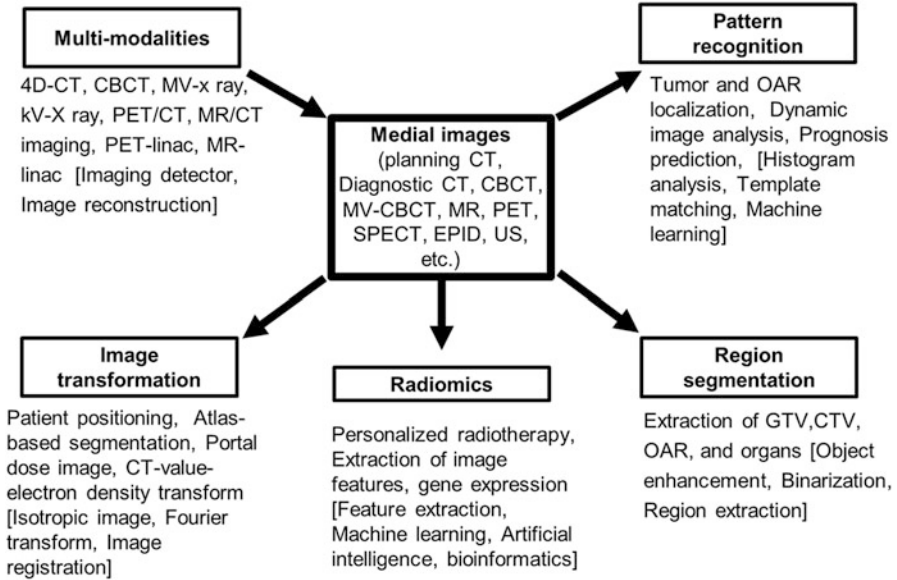 Multi-modalities
4D-CT, CBCT, MV-x ray,
kV-X ray, PET/CT, MR/CT
imaging, PET-linac, MR-
linac [Imaging detector,
Image reconstruction]
Pattern
recognition
Tumor and OAR
localization, Dynamic
image analysis, Prognosis
prediction, [Histogram
analysis, Template
matching, Machine
learning]
Medial images
(planning CT,
Diagnostic CT, CBCT,
MV-CBCT, MR, PET,
SPECT, EPID, US,
etc.)
Image
transformation
Patient positioning, Atlas-
based segmentation, Portal
dose image, CT-value-
electron density transform
[Isotropic image, Fourier
transform, Image
registration]
Radiomics
Personalized radiotherapy,
Extraction of image
features, gene expression
[Feature extraction,
Machine learning, Artificial
intelligence, bioinformatics]
Region
segmentation
Extraction of GTV,CTV,
OAR, and organs [Object
enhancement, Binarization,
Region extraction]